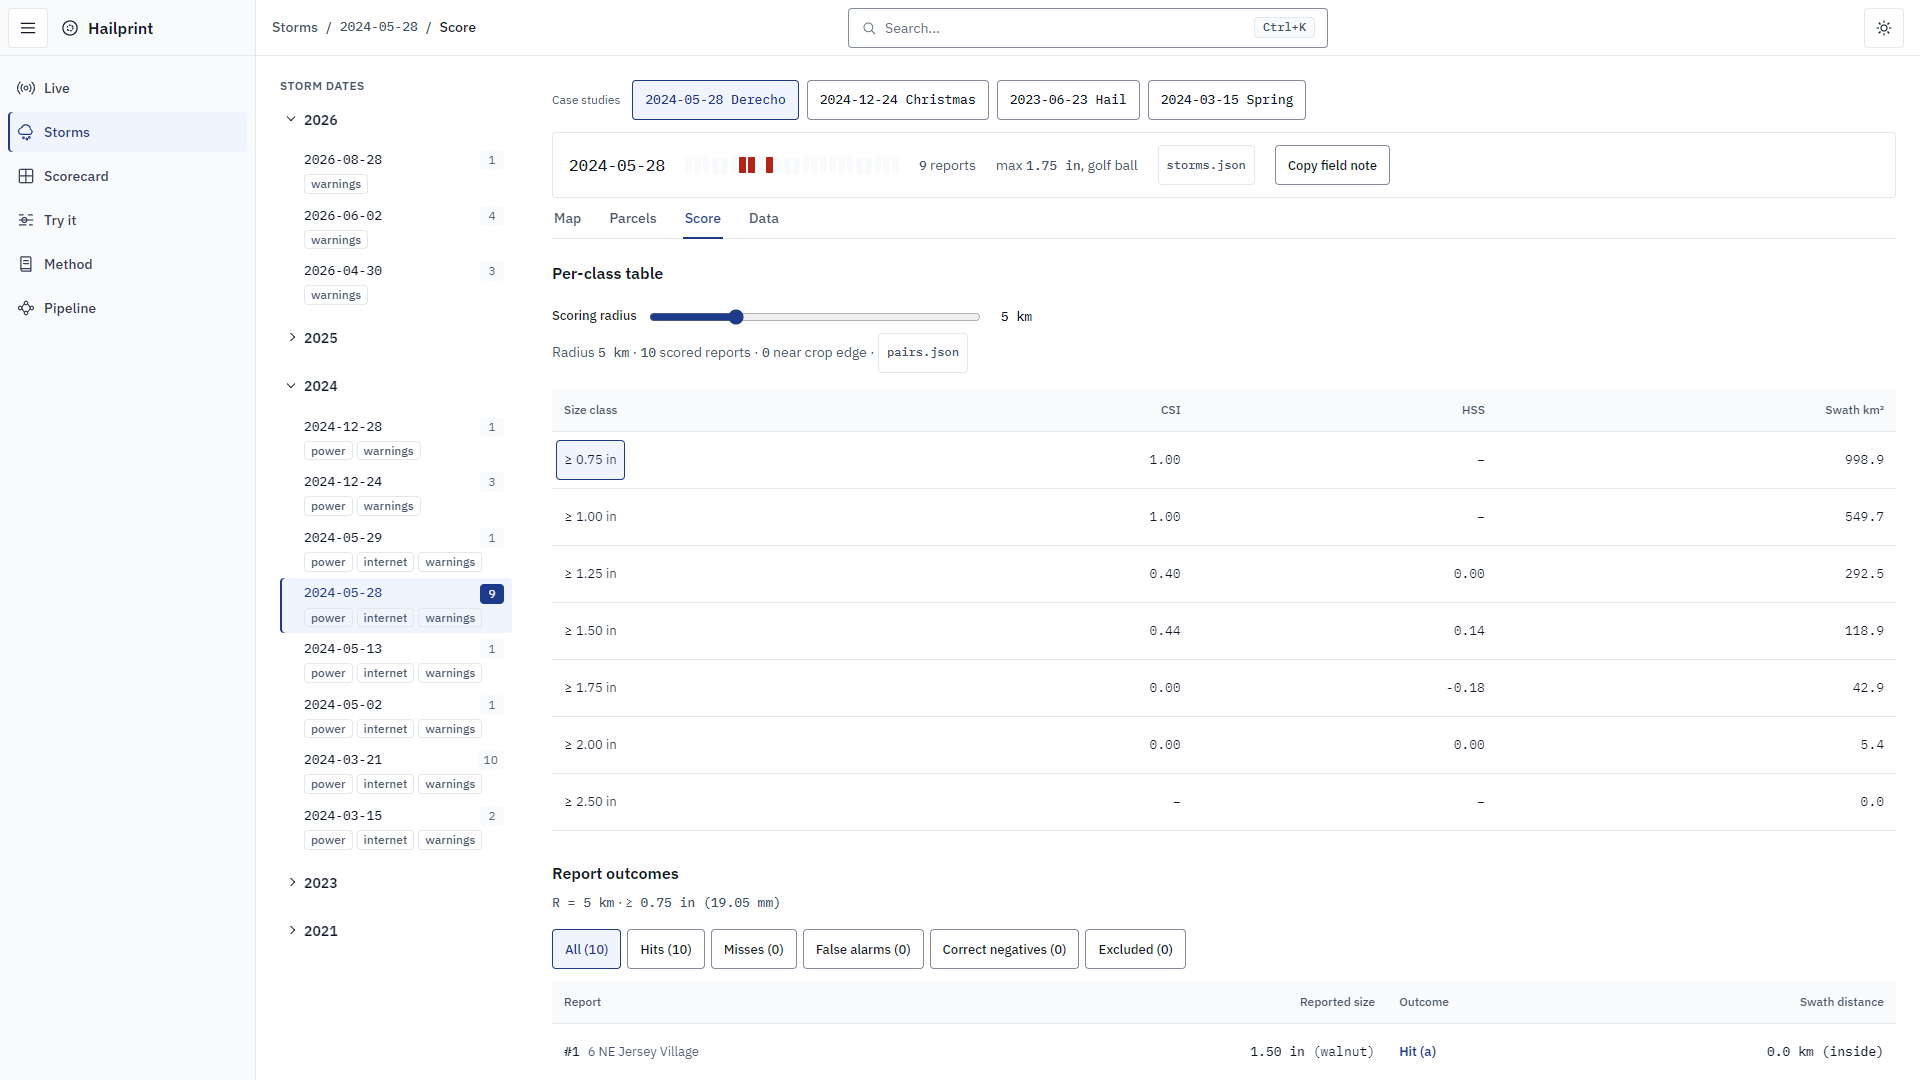 Hailprint
Storms / 2024-05-28 / Score
Search...
Ctrl+K
Live
Storms
Scorecard
Try it
Method
Pipeline
STORM DATES
2026
2026-08-28 1
warnings
2026-06-02 4
warnings
2026-04-30 3
warnings
2025
2024
2024-12-28 1
power warnings
2024-12-24 3
power warnings
2024-05-29 1
power internet warnings
2024-05-28 9
power internet warnings
2024-05-13 1
power internet warnings
2024-05-02 1
power internet warnings
2024-03-21 10
power internet warnings
2024-03-15 2
power internet warnings
2023
2021
Case studies 2024-05-28 Derecho 2024-12-24 Christmas 2023-06-23 Hail 2024-03-15 Spring
2024-05-28 9 reports max 1.75 in, golf ball storms.json Copy field note
Map Parcels Score Data
Per-class table
Scoring radius 5 km
Radius 5 km · 10 scored reports · 0 near crop edge · pairs.json
Size class CSI HSS Swath km²
≥ 0.75 in 1.00 – 998.9
≥ 1.00 in 1.00 – 549.7
≥ 1.25 in 0.40 0.00 292.5
≥ 1.50 in 0.44 0.14 118.9
≥ 1.75 in 0.00 -0.18 42.9
≥ 2.00 in 0.00 0.00 5.4
≥ 2.50 in – – 0.0
Report outcomes
R = 5 km · ≥ 0.75 in (19.05 mm)
All (10) Hits (10) Misses (0) False alarms (0) Correct negatives (0) Excluded (0)
Report Reported size Outcome Swath distance
#1 6 NE Jersey Village 1.50 in (walnut) Hit (a) 0.0 km (inside)